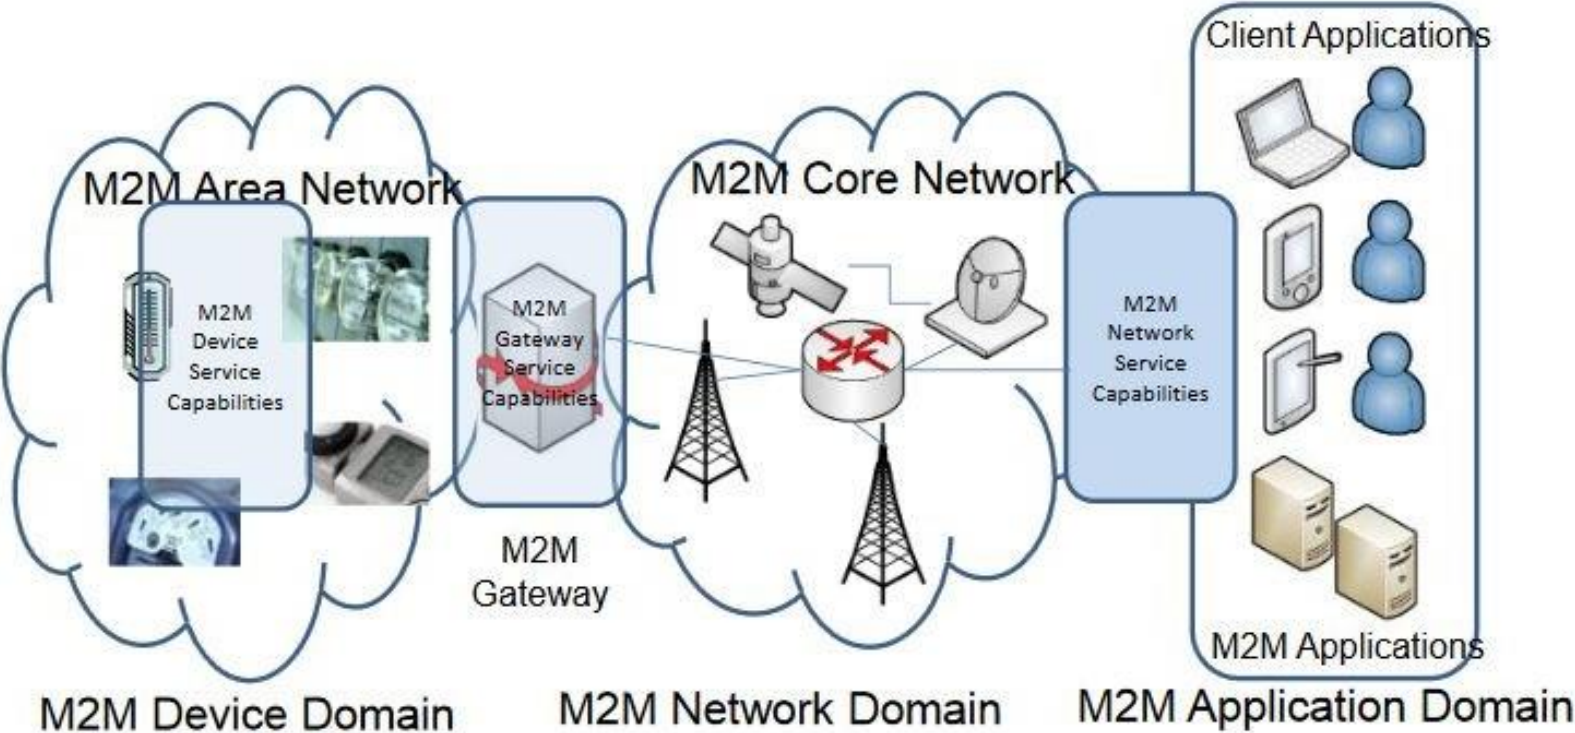 Client Applications
M2M Area Network
M2M Core Network
M2M
Device
Service
Capabilities
M2M
Gateway
Service
Capabilities
M2M
Network
Service
Capabilities
M2M
Gateway
M2M Applications
M2M Device Domain
M2M Network Domain
M2M Application Domain